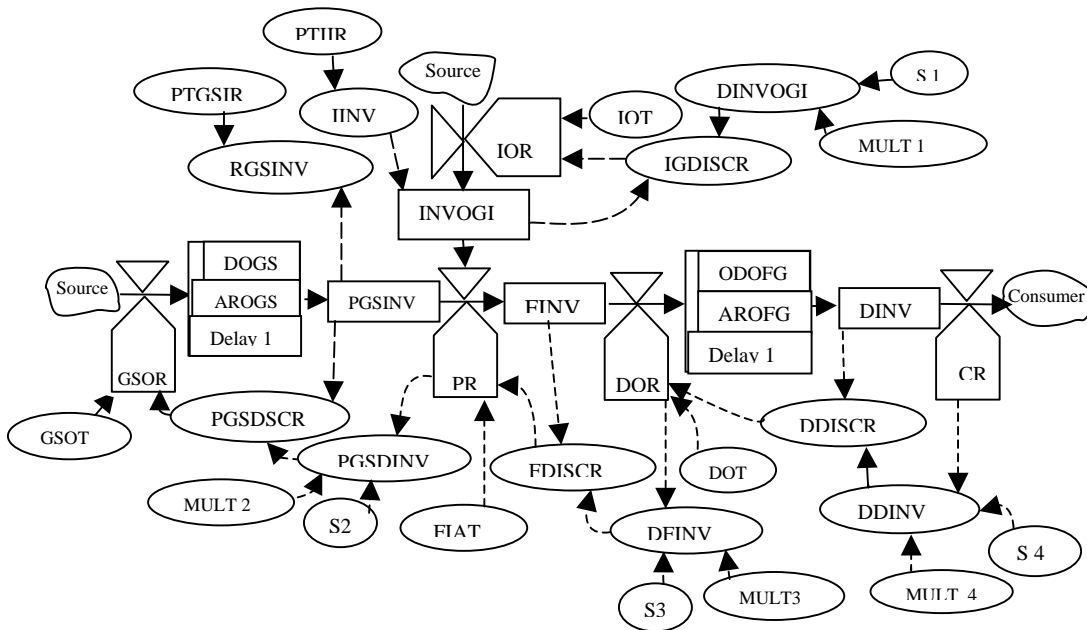 PTIIR
Source
S 1
DINVOGI
PTGSIR
IINV
IOT
IOR
MULT 1
RGSINV
IGDISCR
INVOGI
DOGS
ODOFG
Source
AROGS
PGSINV
FINV
AROFG
DINV
Consumer
Delay 1
Delay 1
GSOR
PR
DOR
CR
GSOT
PGSDSCR
DDISCR
PGSDINV
FDISCR
DOT
MULT 2
S2
FIAT
DFINV
DDINV
S 4
S3
MULT3
MULT 4